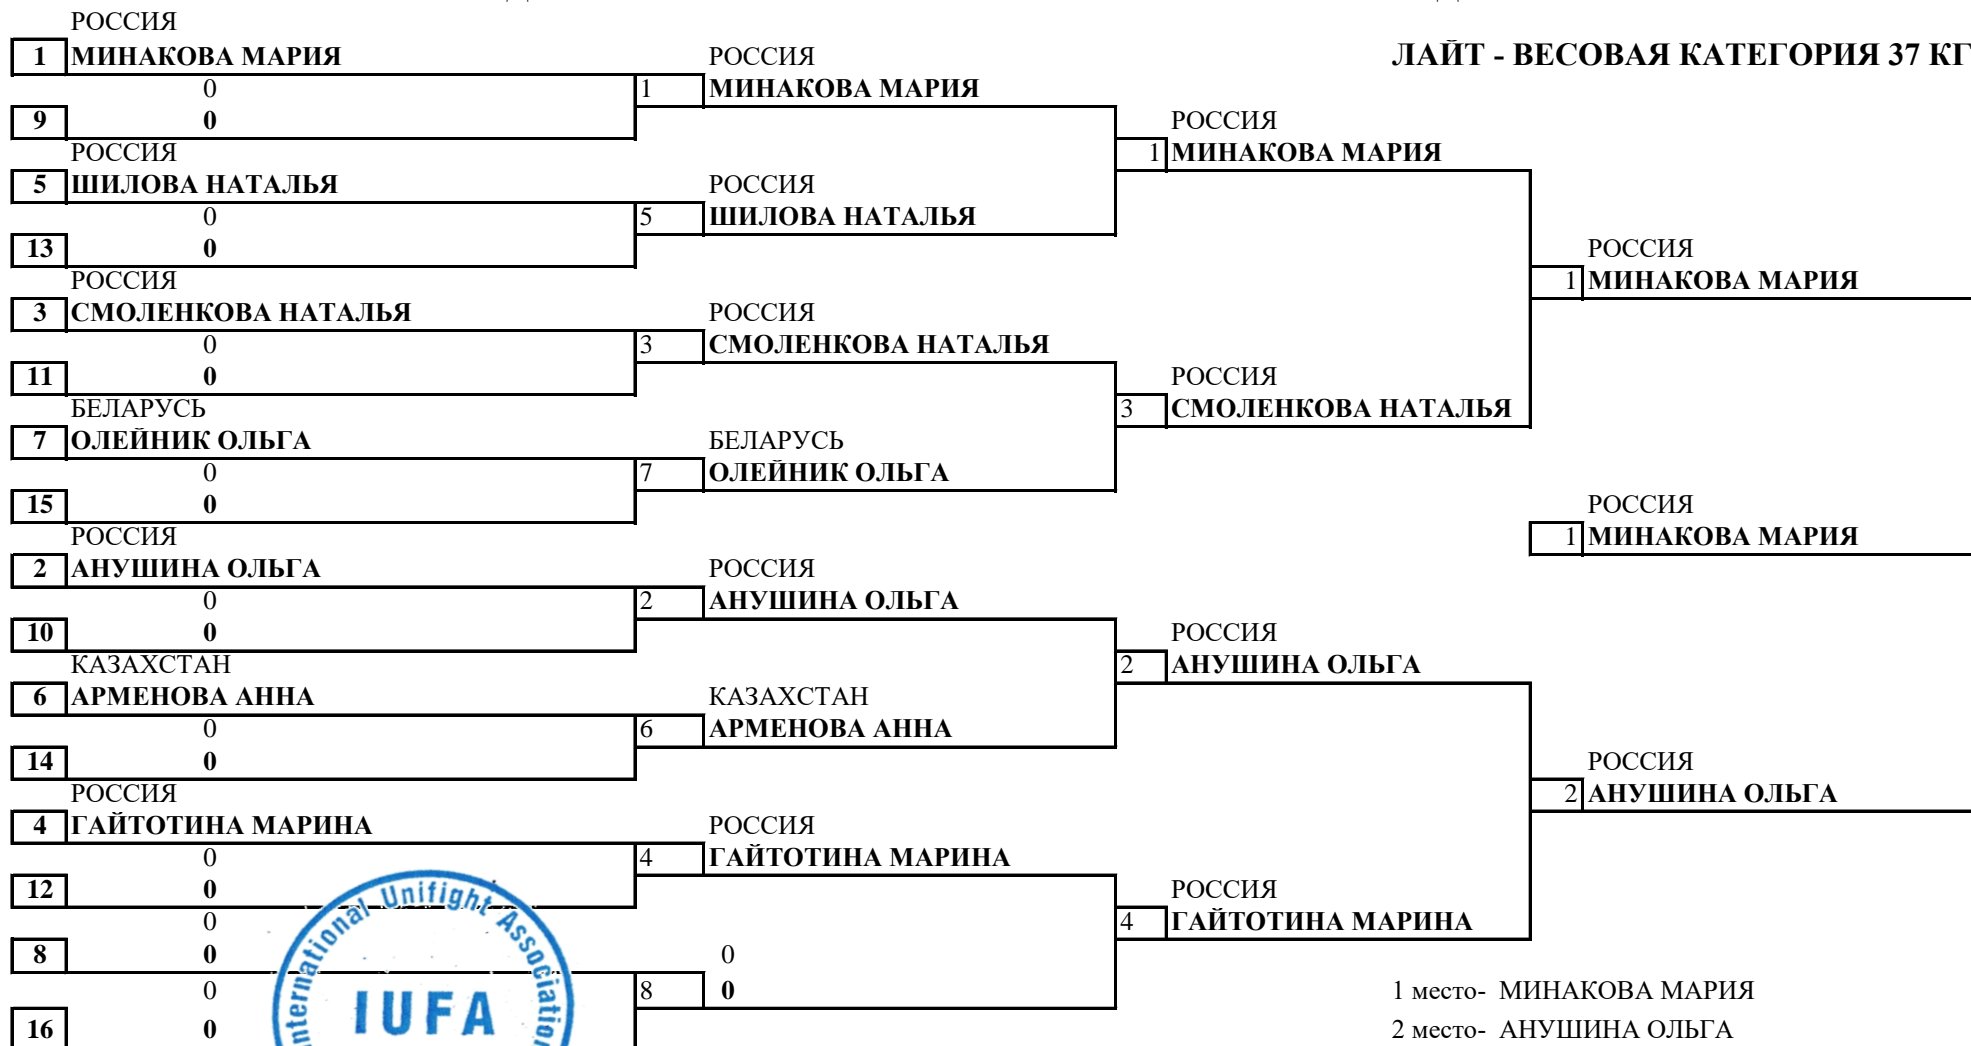 РОССИЯ
1 МИНАКОВА МАРИЯ
РОССИЯ
ЛАЙТ - ВЕСОВАЯ КАТЕГОРИЯ 37 КГ
0
1 МИНАКОВА МАРИЯ
9 0
РОССИЯ
РОССИЯ
1 МИНАКОВА МАРИЯ
5 ШИЛОВА НАТАЛЬЯ
РОССИЯ
0
5 ШИЛОВА НАТАЛЬЯ
13 0
РОССИЯ
РОССИЯ
1 МИНАКОВА МАРИЯ
3 СМОЛЕНКОВА НАТАЛЬЯ
РОССИЯ
0
3 СМОЛЕНКОВА НАТАЛЬЯ
11 0
РОССИЯ
БЕЛАРУСЬ
3 СМОЛЕНКОВА НАТАЛЬЯ
7 ОЛЕЙНИК ОЛЬГА
БЕЛАРУСЬ
0
7 ОЛЕЙНИК ОЛЬГА
15 0
РОССИЯ
РОССИЯ
1 МИНАКОВА МАРИЯ
2 АНУШИНА ОЛЬГА
РОССИЯ
0
2 АНУШИНА ОЛЬГА
10 0
РОССИЯ
КАЗАХСТАН
2 АНУШИНА ОЛЬГА
6 АРМЕНОВА АННА
КАЗАХСТАН
0
6 АРМЕНОВА АННА
14 0
РОССИЯ
РОССИЯ
2 АНУШИНА ОЛЬГА
4 ГАЙТОТИНА МАРИНА
РОССИЯ
0
4 ГАЙТОТИНА МАРИНА
12 0
РОССИЯ
0
4 ГАЙТОТИНА МАРИНА
8 0
0
0
8 0
1 место- МИНАКОВА МАРИЯ
16 0
2 место- АНУШИНА ОЛЬГА
Unifight Association
IUFA